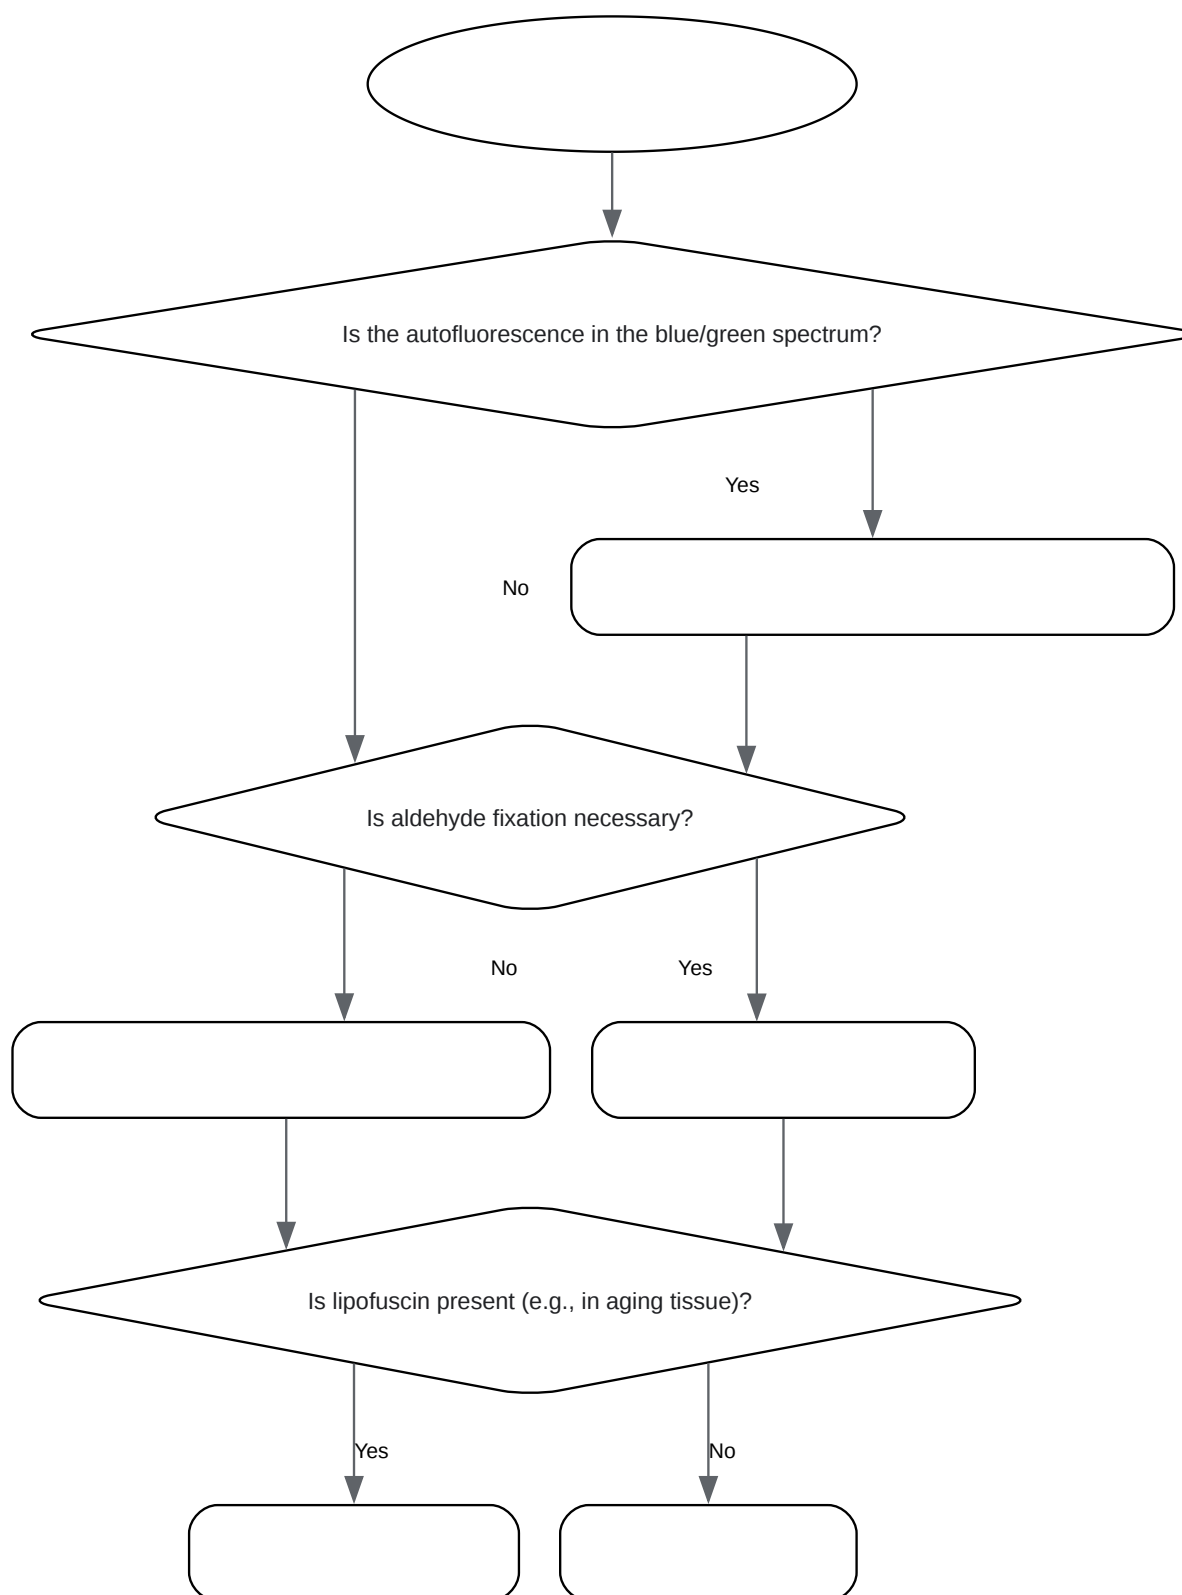 Is the autofluorescence in the blue/green spectrum?
Yes
No
Is aldehyde fixation necessary?
No
Yes
Is lipofuscin present (e.g., in aging tissue)?
Yes
No